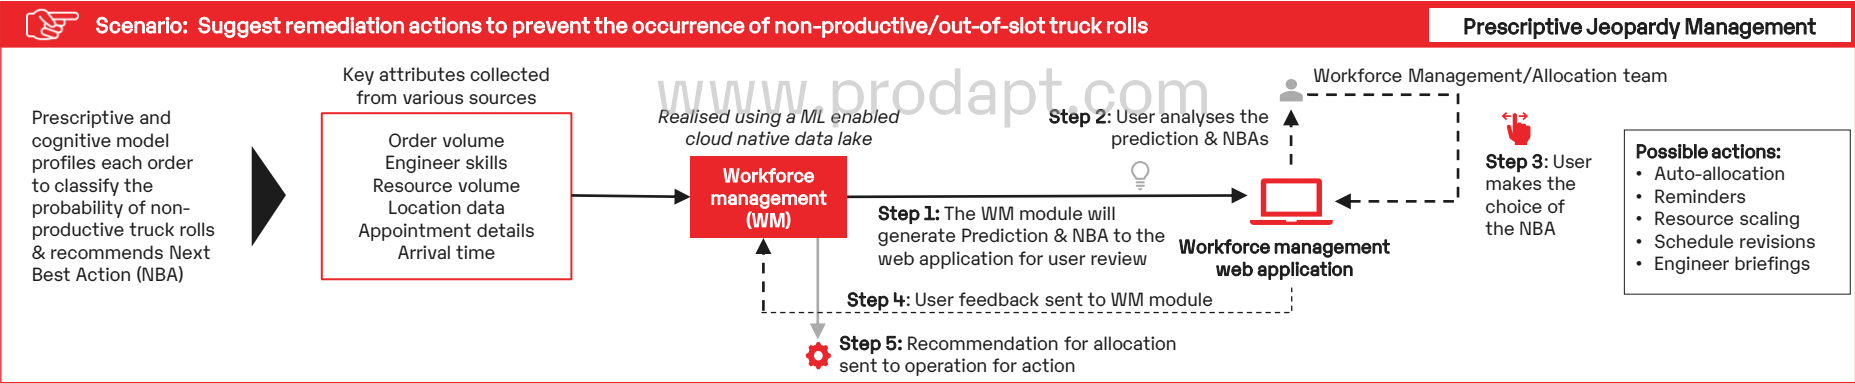 Scenario: Suggest remediation actions to prevent the occurrence of non-productive/out-of-slot truck rolls
Prescriptive Jeopardy Management
Prescriptive and
cognitive model
profiles each order
to classify the
probability of non-
productive truck rolls
& recommends Next
Best Action (NBA)
Key attributes collected
from various sources
Order volume
Engineer skills
Resource volume
Location data
Appointment details
Arrival time
www.prodapt.com
Realised using a ML enabled
cloud native data lake
Workforce
management
(WM)
Step 1: The WM module will
generate Prediction & NBA to the
web application for user review
Step 2: User analyses the
prediction & NBAs
Workforce Management/Allocation team
Workforce management
web application
Step 3: User
makes the
choice of
the NBA
Possible actions:
• Auto-allocation
• Reminders
• Resource scaling
• Schedule revisions
• Engineer briefings
Step 4: User feedback sent to WM module
Step 5: Recommendation for allocation
sent to operation for action